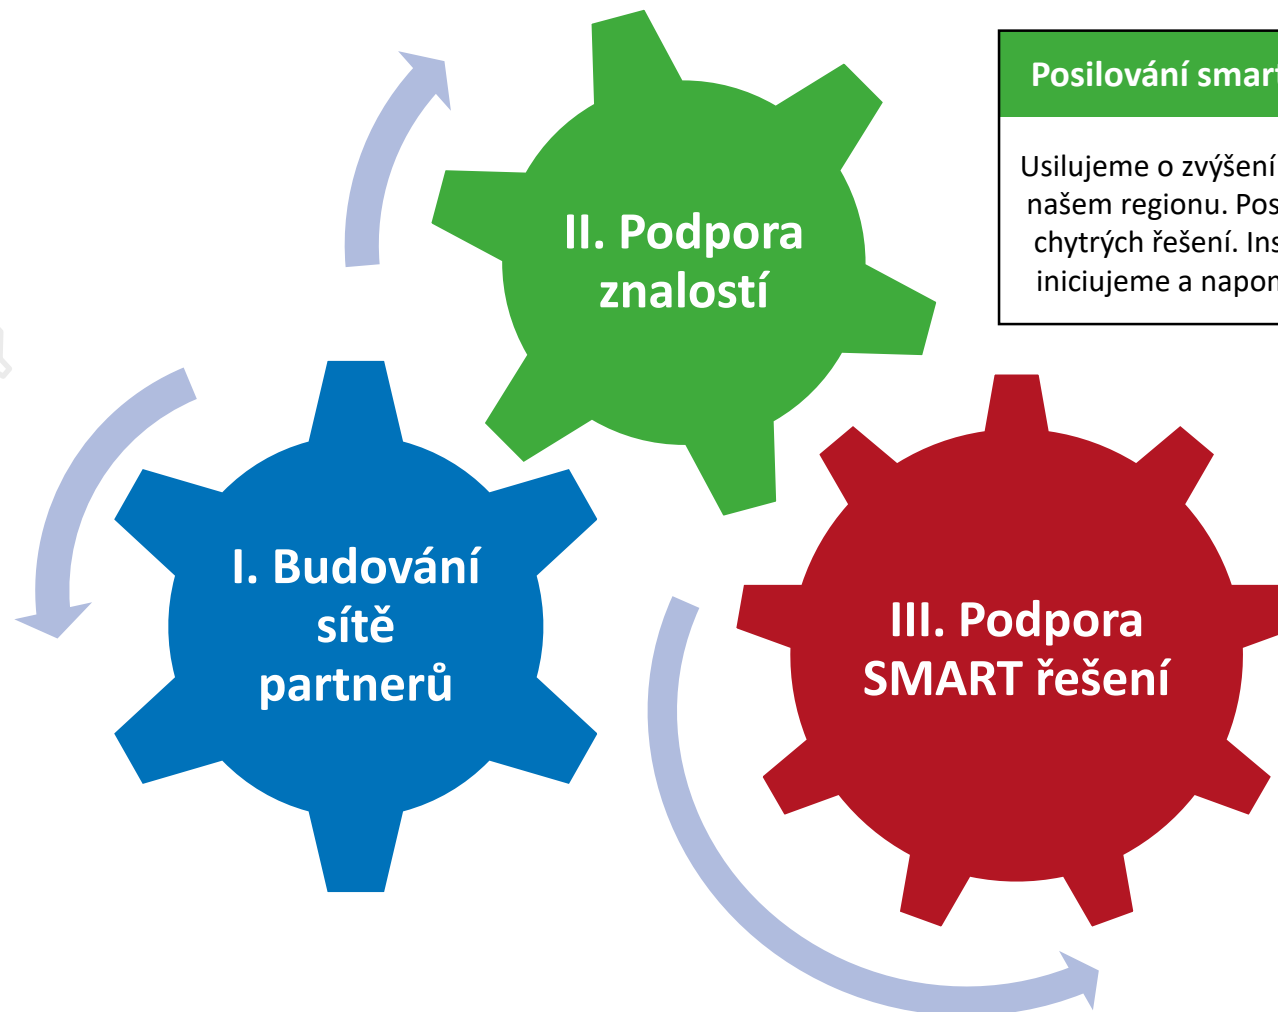 Posilování smart
Usilujeme o zvýšení
našem regionu. Pos
chytrých řešení. Ins
iniciujeme a napon
II. Podpora
znalostí
I. Budování
sítě
partnerů
III. Podpora
SMART řešení